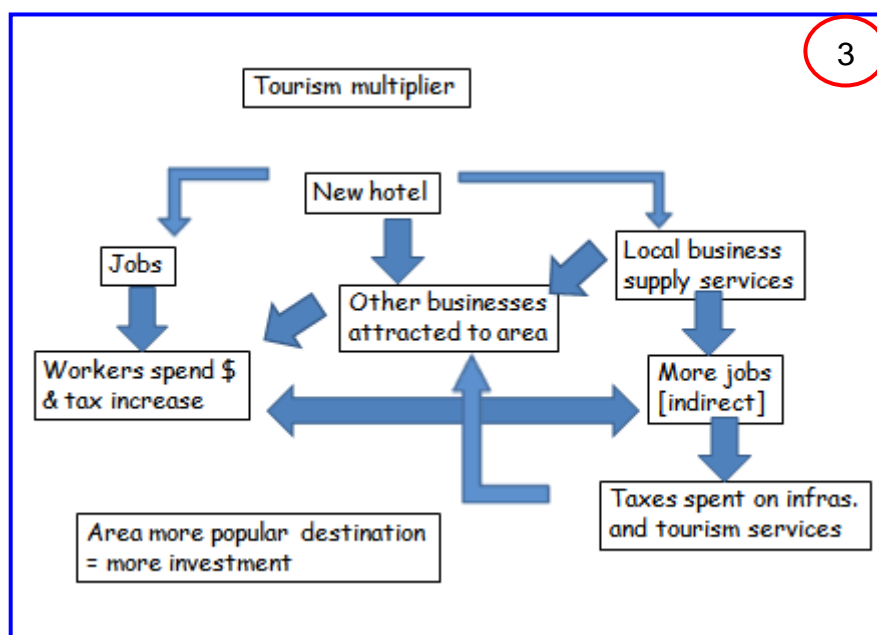 3
Tourism multiplier
New hotel
Jobs
Local business
supply services
Other businesses
attracted to area
Workers spend $
& tax increase
More jobs
[indirect]
Taxes spent on infras.
and tourism services
Area more popular destination
= more investment